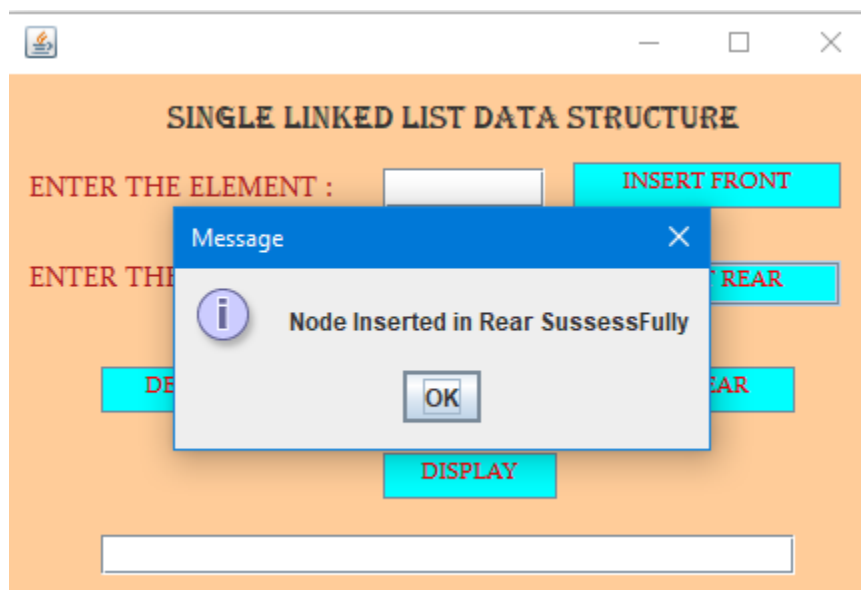 SINGLE LINKED LIST DATA STRUCTURE
ENTER THE ELEMENT :
INSERT FRONT
Message
ENTER THE
REAR
Node Inserted in Rear SussessFully
OK
DISPLAY